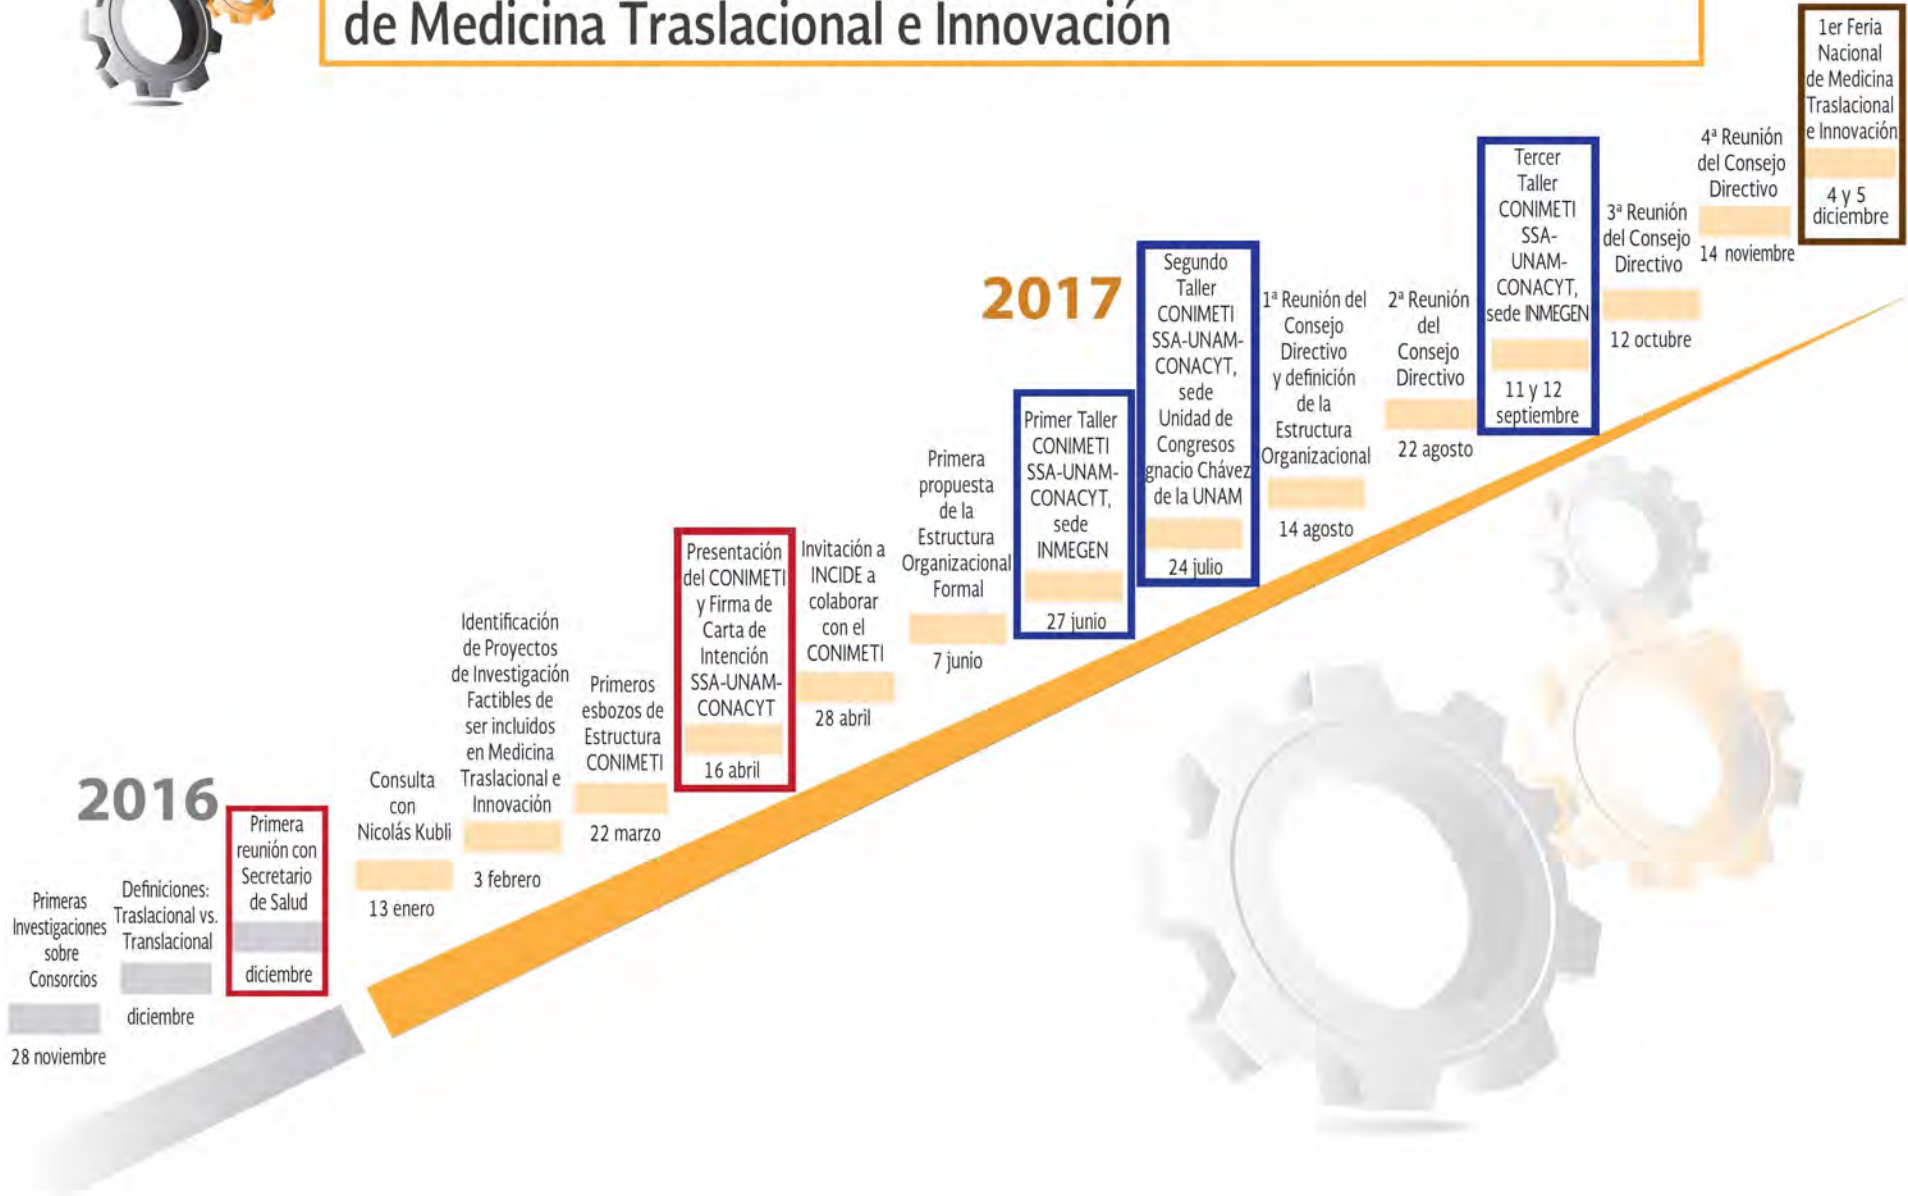 de Medicina Traslacional e Innovación
2016
Primeras
Investigaciones
sobre
Consorcios
28 noviembre
Definiciones:
Traslacional vs.
Translacional
diciembre
Primera
reunión con
Secretario
de Salud
diciembre
Consulta
con
Nicolás Kubli
13 enero
Identificación
de Proyectos
de Investigación
Factibles de
ser incluidos
en Medicina
Traslacional e
Innovación
3 febrero
Primeros
esbozos de
Estructura
CONIMETI
22 marzo
Presentación
del CONIMETI
y Firma de
Carta de
Intención
SSA-UNAM-
CONACYT
16 abril
Invitación a
INCIDE a
colaborar
con el
CONIMETI
28 abril
Primera
propuesta
de la
Estructura
Organizacional
Formal
7 junio
2017
Primer Taller
CONIMETI
SSA-UNAM-
CONACYT,
sede
INMEGEN
27 junio
Segundo
Taller
CONIMETI
SSA-UNAM-
CONACYT,
sede
Unidad de
Congresos
gnacio Chávez
de la UNAM
24 julio
1ª Reunión del
Consejo
Directivo
y definición
de la
Estructura
Organizacional
14 agosto
2ª Reunión
del
Consejo
Directivo
22 agosto
Tercer
Taller
CONIMETI
SSA-
UNAM-
CONACYT,
sede INMEGEN
11 y 12
septiembre
3ª Reunión
del Consejo
Directivo
12 octubre
4ª Reunión
del Consejo
Directivo
14 noviembre
1er Feria
Nacional
de Medicina
Traslacional
e Innovación
4 y 5
diciembre